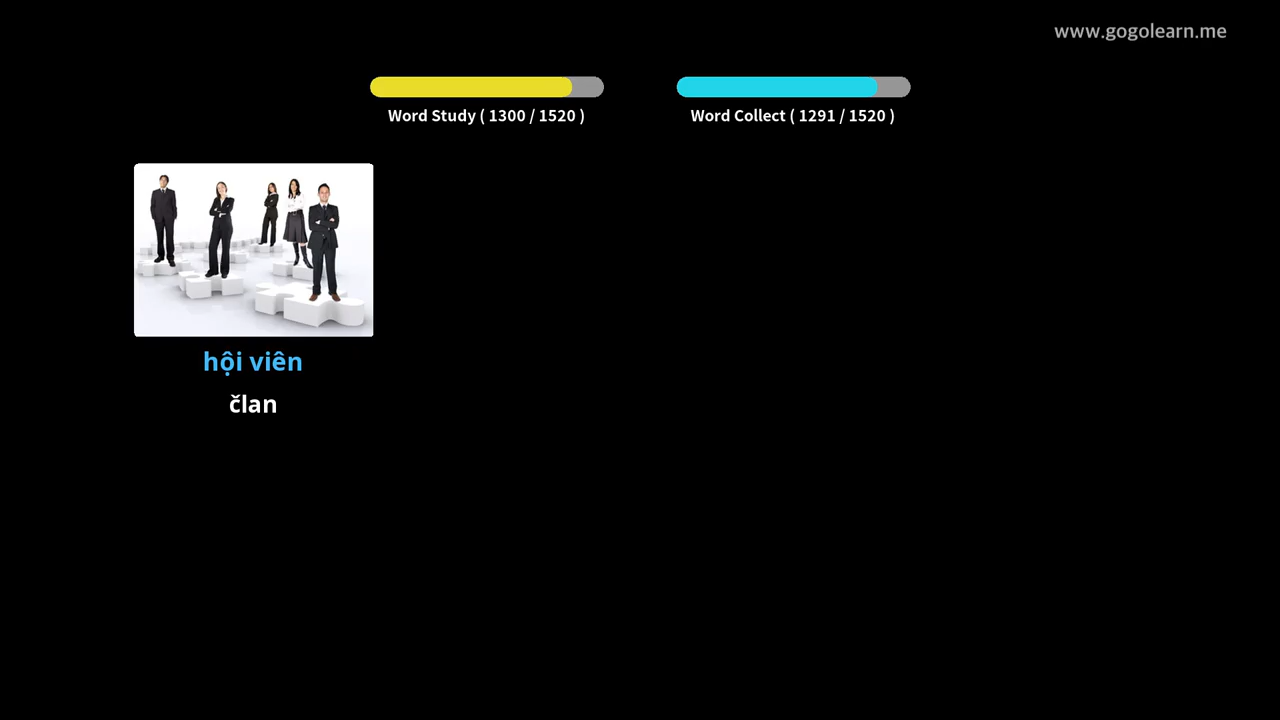 www.gogolearn.me
Word Study ( 1300 / 1520 )
Word Collect ( 1291 / 1520 )
hội viên
član